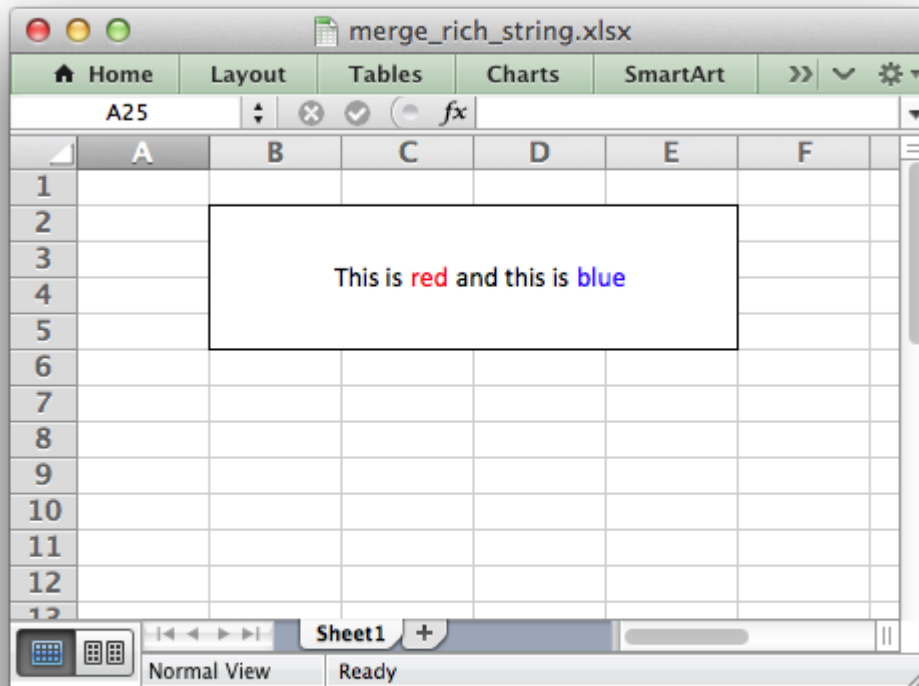 merge_rich_string.xlsx
Home Layout Tables Charts SmartArt
A25 fx
A B C D E F
1
2
3
This is red and this is blue
4
5
6
7
8
9
10
11
12
13
Sheet1 +
Normal View Ready